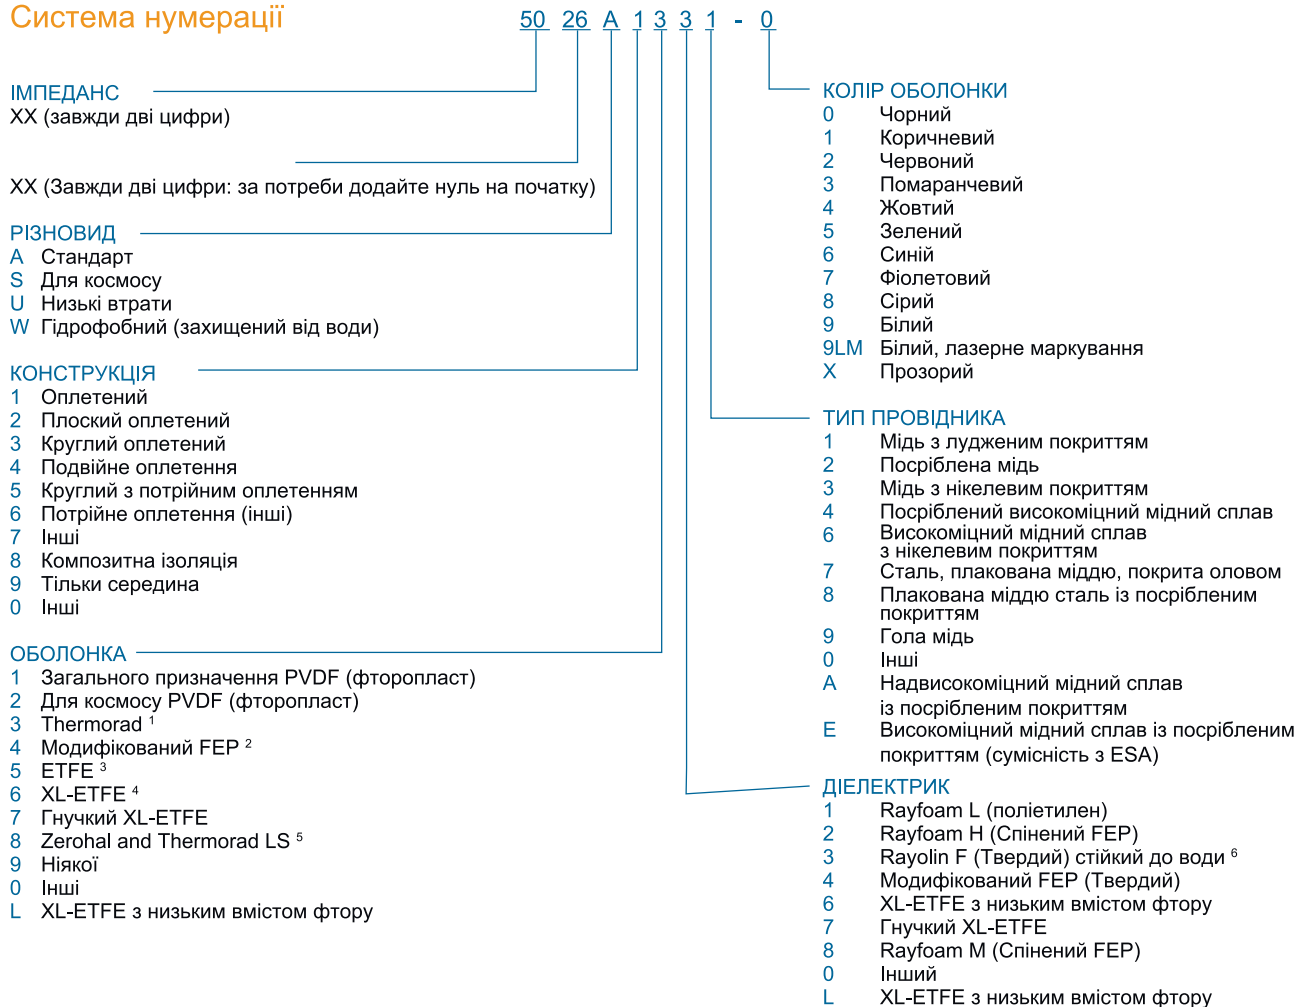 Система нумерації
50 26 A 1 3 3 1 - 0
ІМПЕДАНС
XX (завжди дві цифри)
XX (Завжди дві цифри: за потреби додайте нуль на початку)
РІЗНОВИД
A Стандарт
S Для космосу
U Низькі втрати
W Гідрофобний (захищений від води)
КОНСТРУКЦІЯ
1 Оплетений
2 Плоский оплетений
3 Круглий оплетений
4 Подвійне оплетення
5 Круглий з потрійним оплетенням
6 Потрійне оплетення (інші)
7 Інші
8 Композитна ізоляція
9 Тільки середина
0 Інші
ОБОЛОНКА
1 Загального призначення PVDF (фторопласт)
2 Для космосу PVDF (фторопласт)
3 Thermorad ¹
4 Модифікований FEP ²
5 ETFE ³
6 XL-ETFE ⁴
7 Гнучкий XL-ETFE
8 Zerohal and Thermorad LS ⁵
9 Ніякої
0 Інші
L XL-ETFE з низьким вмістом фтору
КОЛІР ОБОЛОНКИ
0 Чорний
1 Коричневий
2 Червоний
3 Помаранчевий
4 Жовтий
5 Зелений
6 Синій
7 Фіолетовий
8 Сірий
9 Білий
9LM Білий, лазерне маркування
X Прозорий
ТИП ПРОВІДНИКА
1 Мідь з лудженим покриттям
2 Посріблена мідь
3 Мідь з нікелевим покриттям
4 Посріблений високоміцний мідний сплав
6 Високоміцний мідний сплав
з нікелевим покриттям
7 Сталь, плакована міддю, покрита оловом
8 Плакована міддю сталь із посрібленим
покриттям
9 Гола мідь
0 Інші
A Надвисокоміцний мідний сплав
із посрібленим покриттям
E Високоміцний мідний сплав із посрібленим
покриттям (сумісність з ESA)
ДІЕЛЕКТРИК
1 Rayfoam L (поліетилен)
2 Rayfoam H (Спінений FEP)
3 Rayolin F (Твердий) стійкий до води ⁶
4 Модифікований FEP (Твердий)
6 XL-ETFE з низьким вмістом фтору
7 Гнучкий XL-ETFE
8 Rayfoam M (Спінений FEP)
0 Інший
L XL-ETFE з низьким вмістом фтору